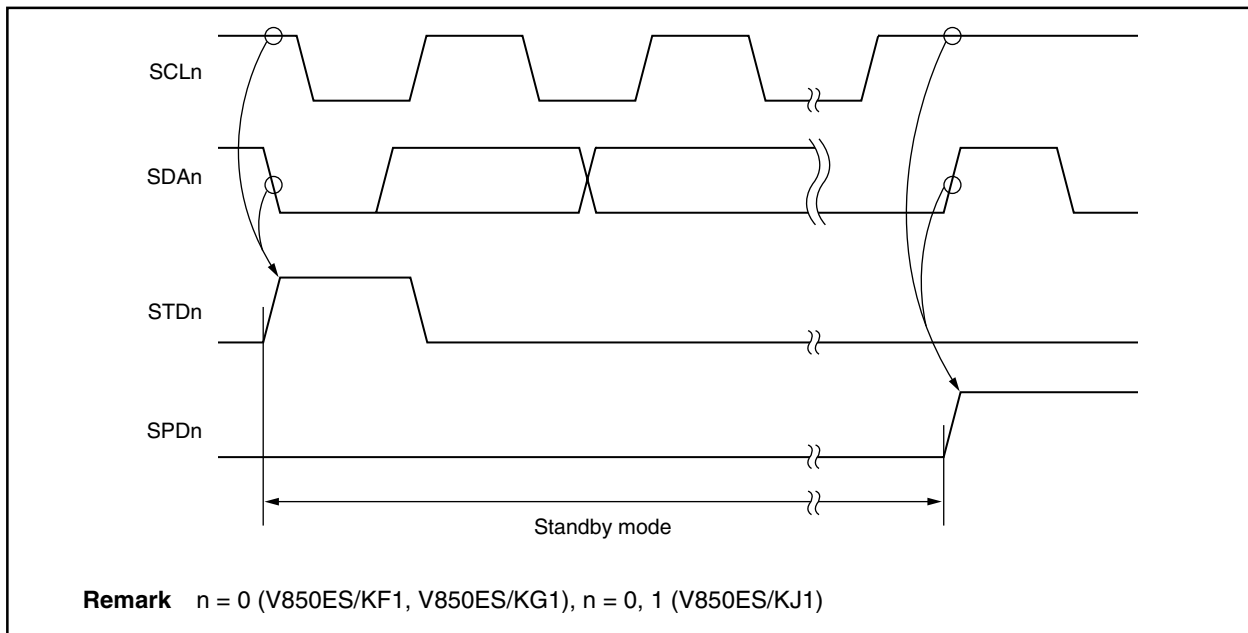 SCLn
SDAn
STDn
SPDn
Standby mode
Remark n = 0 (V850ES/KF1, V850ES/KG1), n = 0, 1 (V850ES/KJ1)